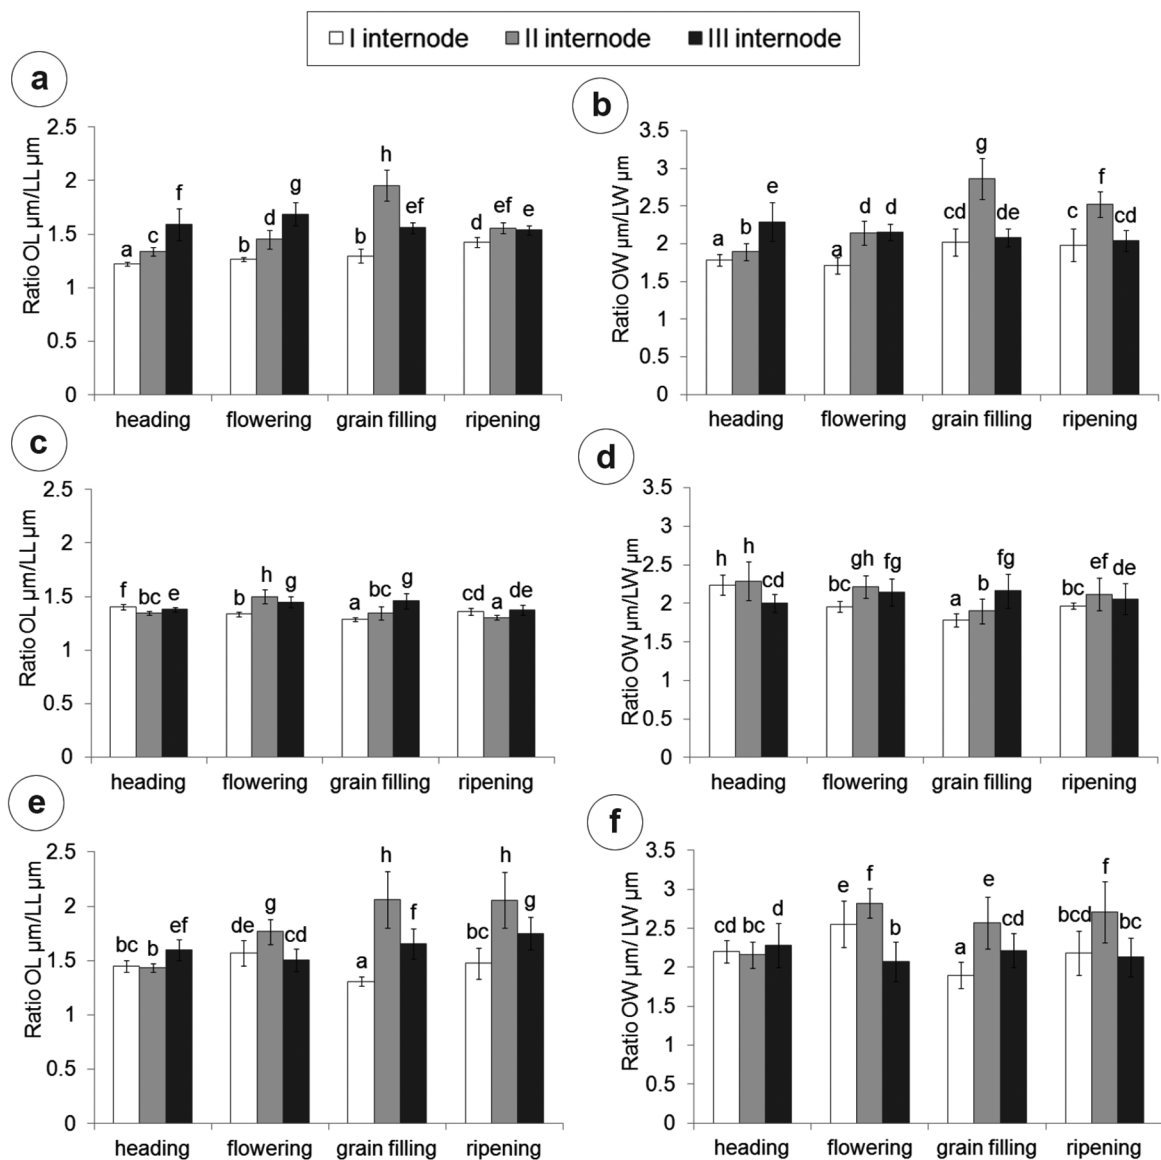 I internode II internode III internode
a
Ratio OL µm/LL µm
2.5
2
1.5
1
0.5
0
a c f b d g b h ef d ef e
heading flowering grain filling ripening
b
Ratio OW µm/LW µm
3.5
3
2.5
2
1.5
1
0.5
0
a b e a d d cd g de c f cd
heading flowering grain filling ripening
c
Ratio OL µm/LL µm
2.5
2
1.5
1
0.5
0
f bc e b h g a bc g cd a de
heading flowering grain filling ripening
d
Ratio OW µm/LW µm
3.5
3
2.5
2
1.5
1
0.5
0
h h cd bc gh fg a b fg bc ef de
heading flowering grain filling ripening
e
Ratio OL µm/LL µm
2.5
2
1.5
1
0.5
0
bc b ef de g cd a h f bc h g
heading flowering grain filling ripening
f
Ratio OW µm/ LW µm
3.5
3
2.5
2
1.5
1
0.5
0
cd bc d e f b a e cd bcd f bc
heading flowering grain filling ripening